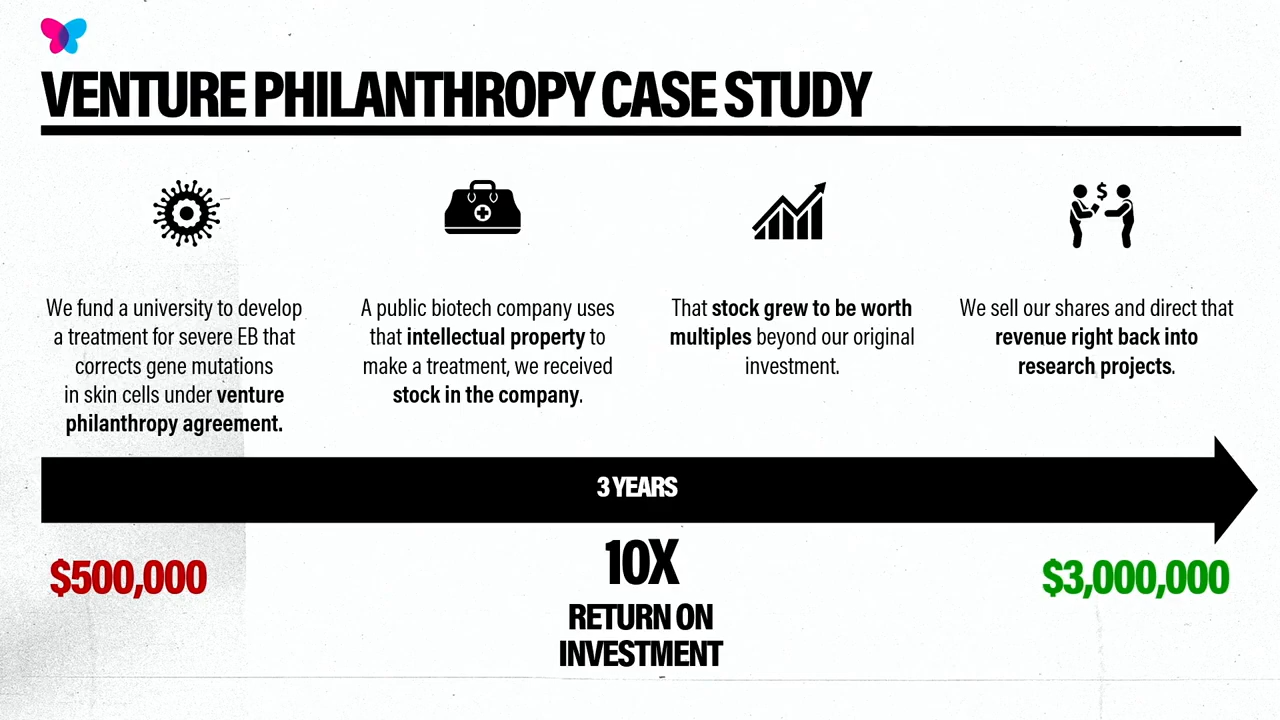 VENTURE PHILANTHROPY CASE STUDY
$
We fund a university to develop
a treatment for severe EB that
corrects gene mutations
in skin cells under venture
philanthropy agreement.
A public biotech company uses
that intellectual property to
make a treatment, we received
stock in the company.
That stock grew to be worth
multiples beyond our original
investment.
We sell our shares and direct that
revenue right back into
research projects.
3 YEARS
$500,000
10X
RETURN ON
INVESTMENT
$3,000,000